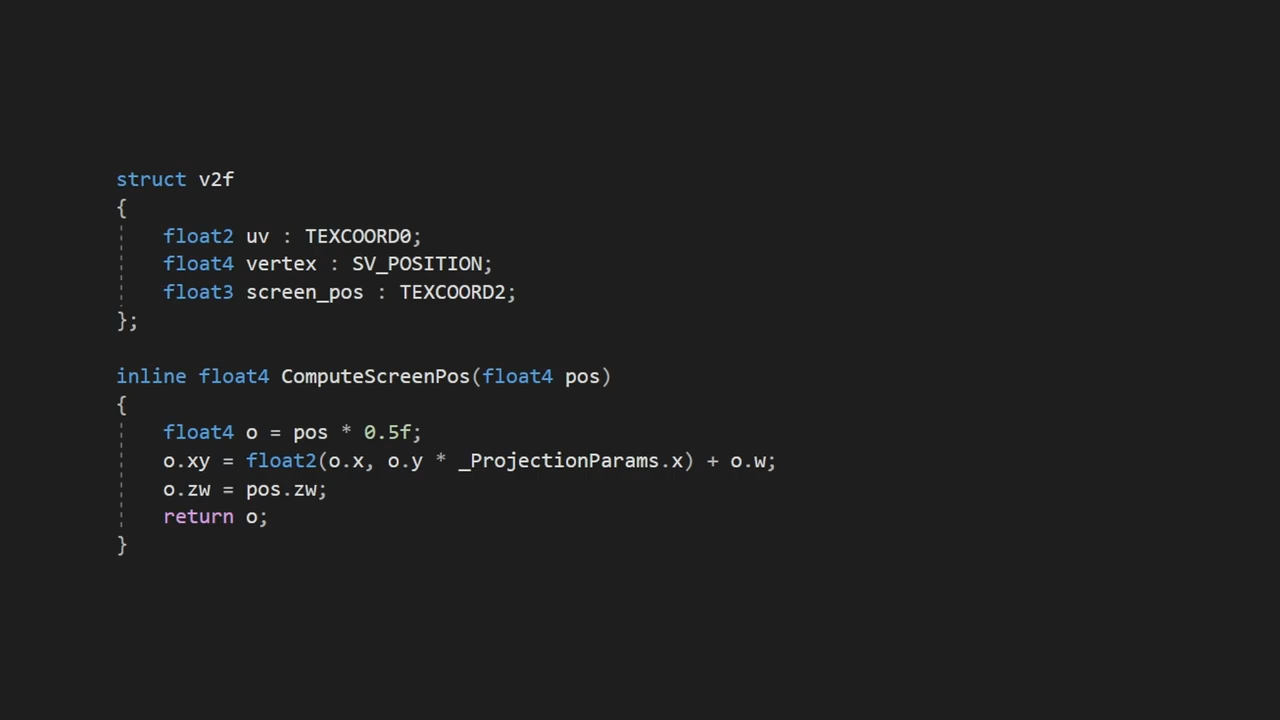 struct v2f
{
    float2 uv : TEXCOORD0;
    float4 vertex : SV_POSITION;
    float3 screen_pos : TEXCOORD2;
};
inline float4 ComputeScreenPos(float4 pos)
{
    float4 o = pos * 0.5f;
    o.xy = float2(o.x, o.y * _ProjectionParams.x) + o.w;
    o.zw = pos.zw;
    return o;
}